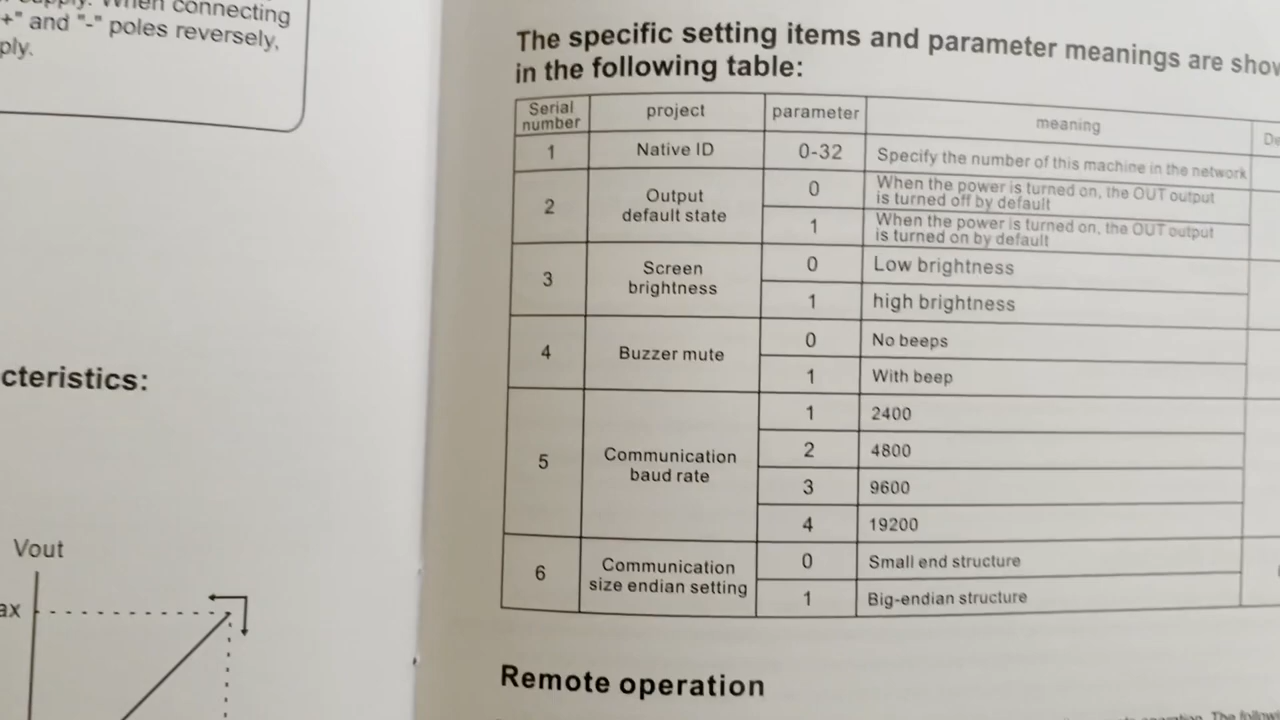 supply. When connecting
"+" and "-" poles reversely,
cteristics:
Vout
The specific setting items and parameter meanings are
in the following table:
Serial number project parameter meaning
1 Native ID 0-32 Specify the number of this machine in the network
2 Output default state 0 When the power is turned on, the OUT output is turned off by default
1 When the power is turned on, the OUT output is turned on by default
3 Screen brightness 0 Low brightness
1 high brightness
4 Buzzer mute 0 No beeps
1 With beep
5 Communication baud rate 1 2400
2 4800
3 9600
4 19200
6 Communication size endian setting 0 Small end structure
1 Big-endian structure
Remote operation